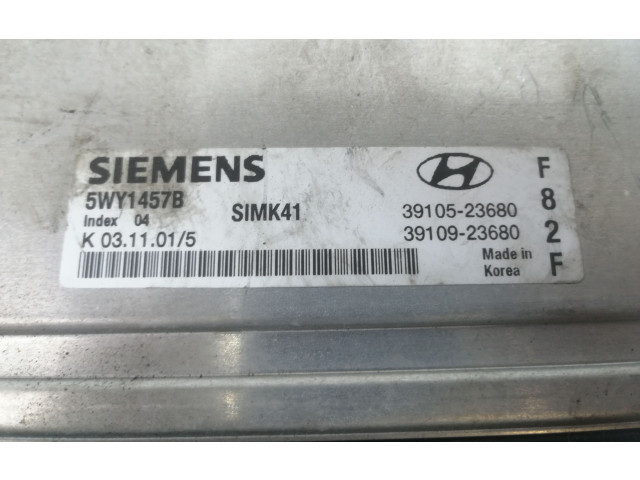 SIEMENS
5WY1457B
Index 04
SIMK41
K 03.11.01/5
39105-23680
39109-23680
Made in
Korea
F
8
2
F